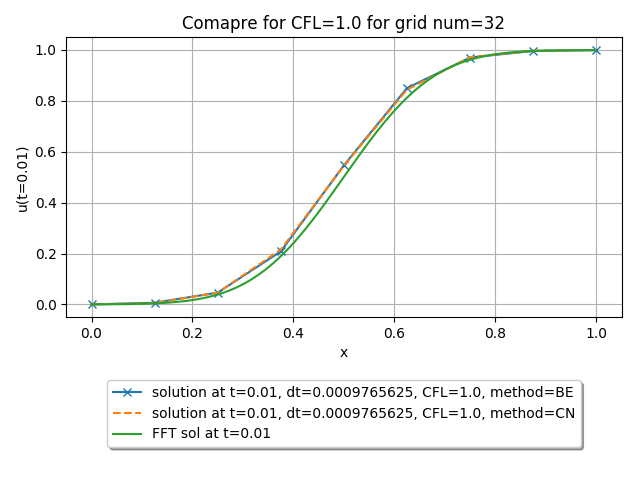 Comapre for CFL=1.0 for grid num=32
1.0
0.8
0.6
0.4
0.2
0.0
u(t=0.01)
0.0 0.2 0.4 0.6 0.8 1.0
x
solution at t=0.01, dt=0.0009765625, CFL=1.0, method=BE
solution at t=0.01, dt=0.0009765625, CFL=1.0, method=CN
FFT sol at t=0.01